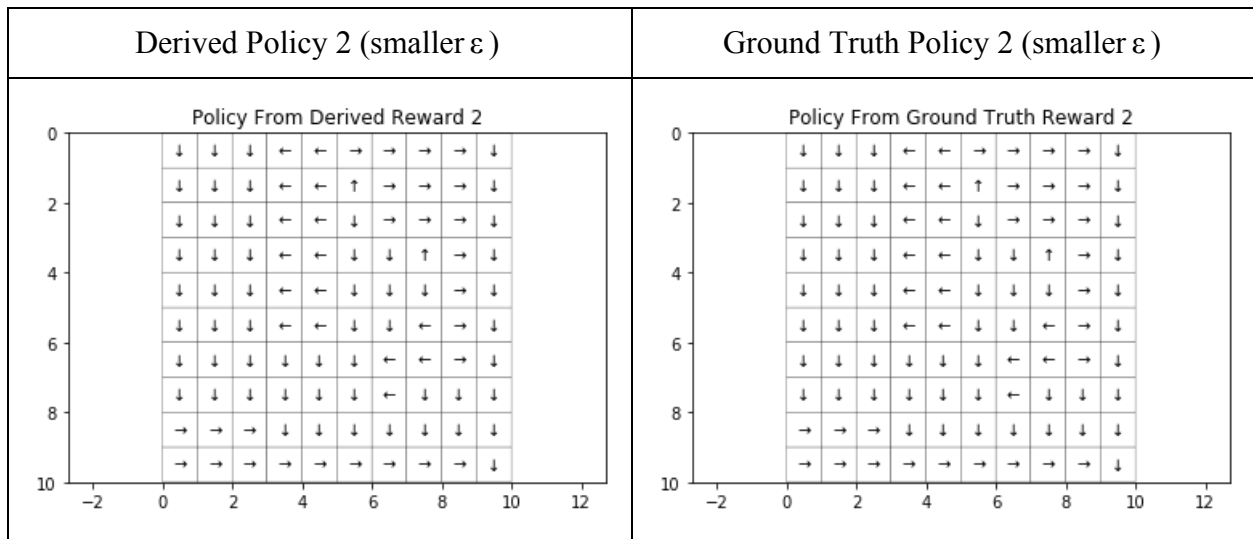 Derived Policy 2 (smaller ε )
Ground Truth Policy 2 (smaller ε )
Policy From Derived Reward 2
0
↓ ↓ ↓ ← ← → → → → ↓
↓ ↓ ↓ ← ← ↑ → → → ↓
2
↓ ↓ ↓ ← ← ↓ → → → ↓
↓ ↓ ↓ ← ← ↓ ↓ ↑ → ↓
4
↓ ↓ ↓ ← ← ↓ ↓ ↓ → ↓
↓ ↓ ↓ ← ← ↓ ↓ ← → ↓
6
↓ ↓ ↓ ↓ ↓ ↓ ← ← → ↓
↓ ↓ ↓ ↓ ↓ ↓ ← ↓ ↓ ↓
8
→ → → ↓ ↓ ↓ ↓ ↓ ↓ ↓
→ → → → → → → → → ↓
10
−2 0 2 4 6 8 10 12
Policy From Ground Truth Reward 2
0
↓ ↓ ↓ ← ← → → → → ↓
↓ ↓ ↓ ← ← ↑ → → → ↓
2
↓ ↓ ↓ ← ← ↓ → → → ↓
↓ ↓ ↓ ← ← ↓ ↓ ↑ → ↓
4
↓ ↓ ↓ ← ← ↓ ↓ ↓ → ↓
↓ ↓ ↓ ← ← ↓ ↓ ← → ↓
6
↓ ↓ ↓ ↓ ↓ ↓ ← ← → ↓
↓ ↓ ↓ ↓ ↓ ↓ ← ↓ ↓ ↓
8
→ → → ↓ ↓ ↓ ↓ ↓ ↓ ↓
→ → → → → → → → → ↓
10
−2 0 2 4 6 8 10 12